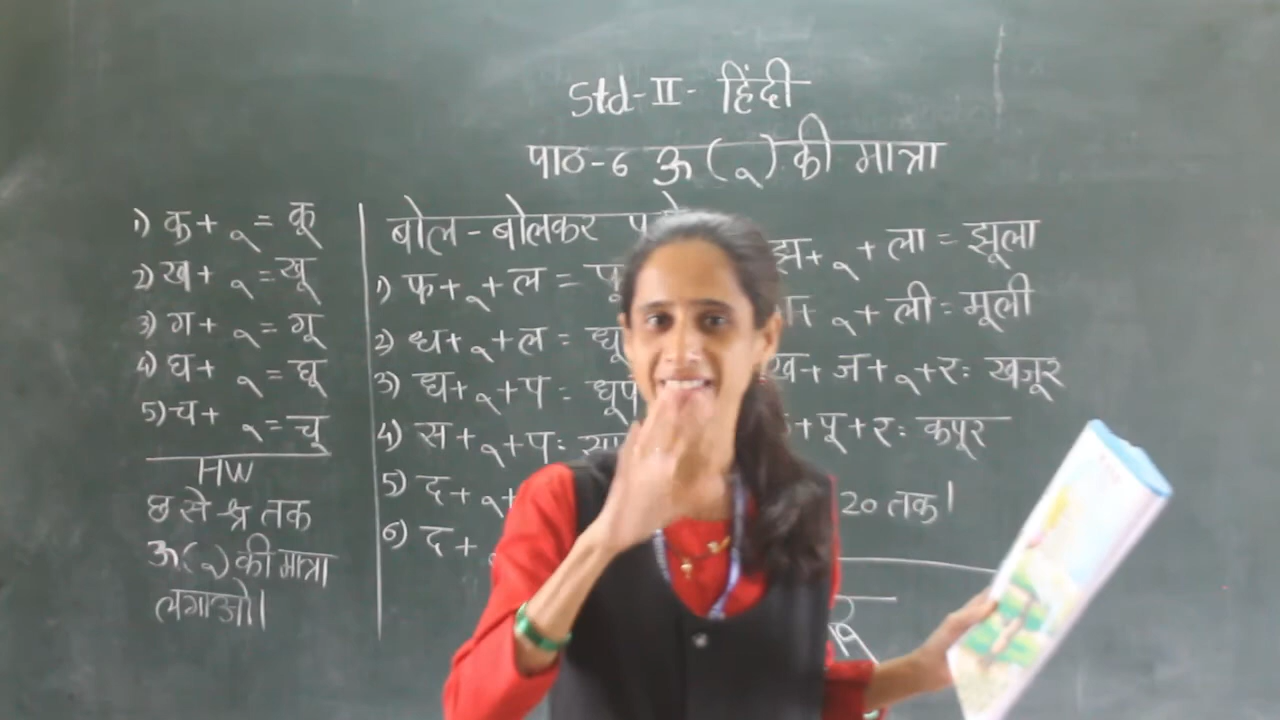 Std-II- हिंदी
पाठ-6 ऊ (ू) की मात्रा
1) क+ ू = कू
2) ख+ ू = खू
3) ग+ ू = गू
4) घ+ ू = घू
5) च+ ू = चू
HW
छ से श्र तक
ऊ (ू) की मात्रा
लगाओ।
बोल-बोलकर
1) फ+ ू +ल =
2) ध+ ू +ल =
3) ध+ ू +प = धूप
4) स+ ू +प =
5) द+ ू +
6) द+
झ+ ू +ला = झूला
+ ू + ली = मूली
ख+ ज+ ू +र = खजूर
+पू+र = कपूर
20 तक।